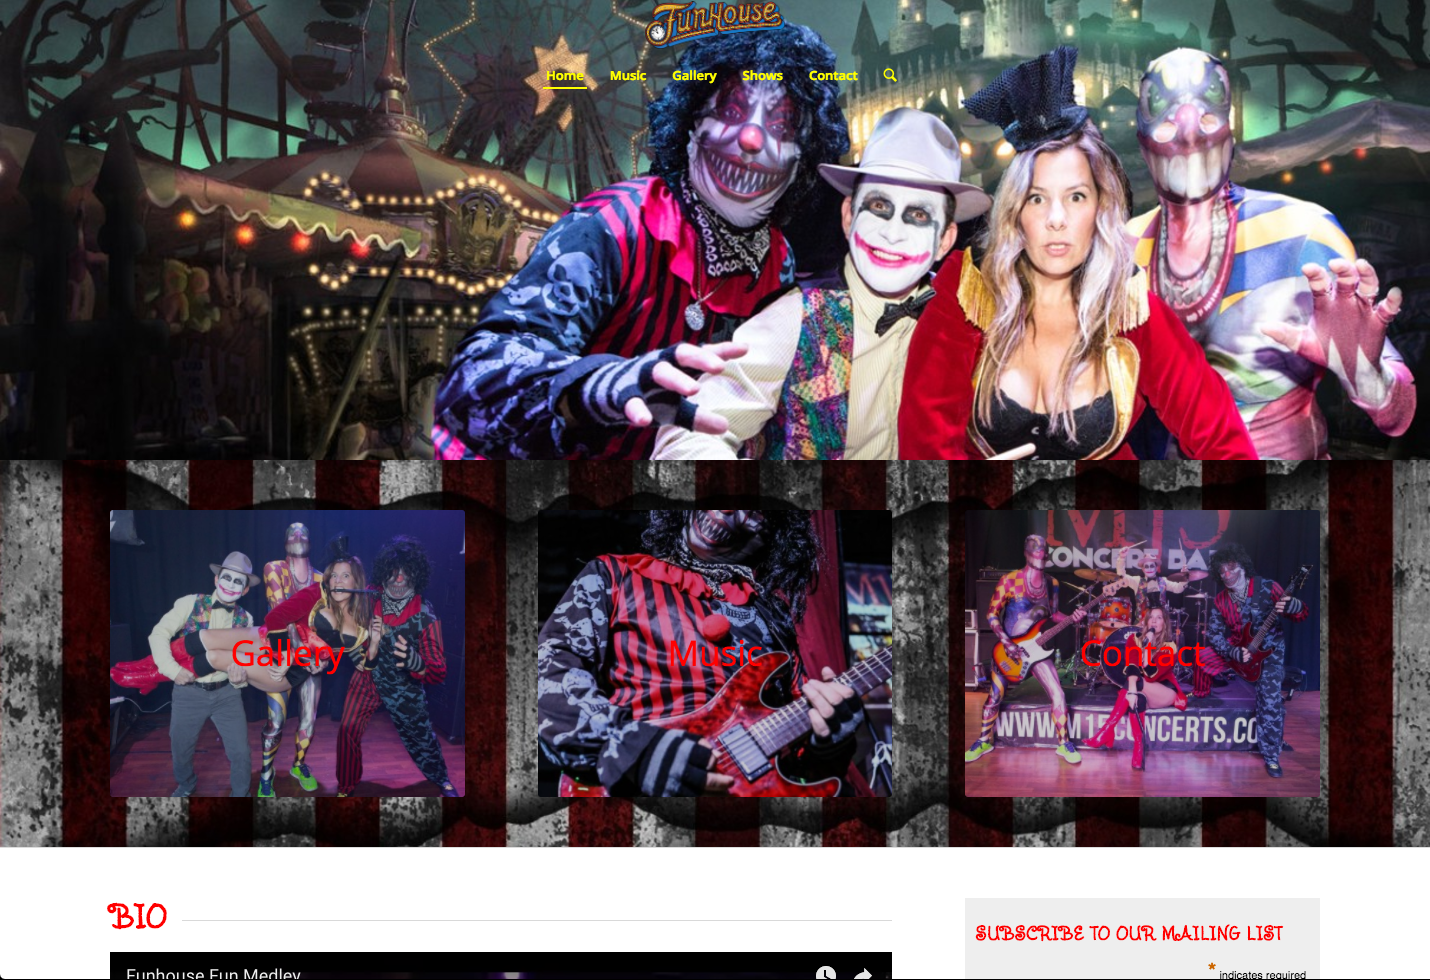 FunHouse
Home Music Gallery Shows Contact
CONCERT BA
WWW.M15CONCERTS.CO
Gallery
Music
Contact
BIO
SUBSCRIBE TO OUR MAILING LIST
* indicates required
Funhouse Fun Medley